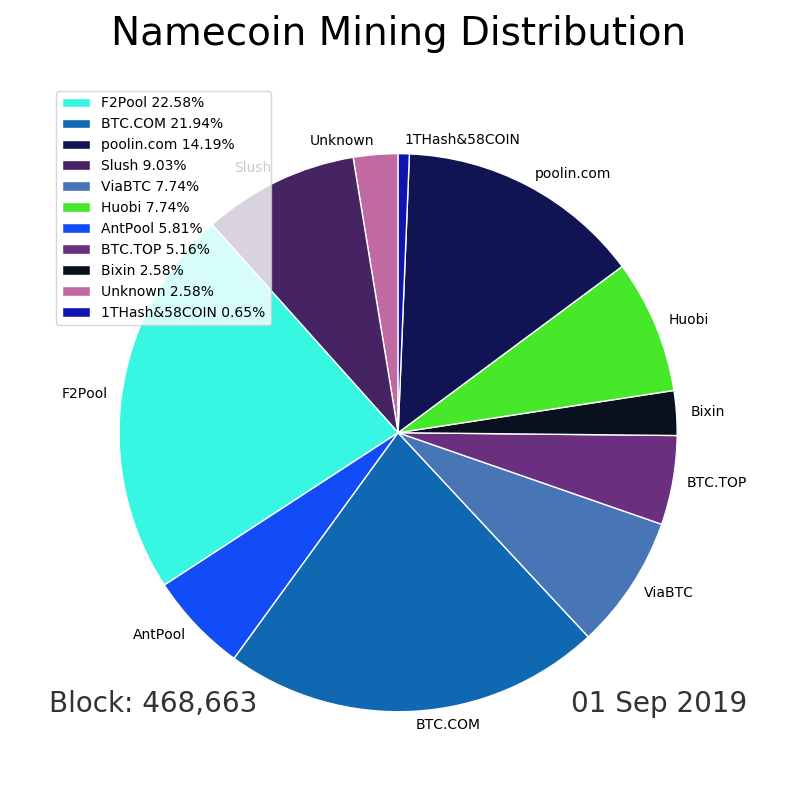 Namecoin Mining Distribution
F2Pool 22.58%
BTC.COM 21.94%
poolin.com 14.19%
Slush 9.03%
ViaBTC 7.74%
Huobi 7.74%
AntPool 5.81%
BTC.TOP 5.16%
Bixin 2.58%
Unknown 2.58%
1THash&58COIN 0.65%
Unknown
1THash&58COIN
Slush
poolin.com
Huobi
F2Pool
Bixin
BTC.TOP
ViaBTC
AntPool
BTC.COM
Block: 468,663
01 Sep 2019